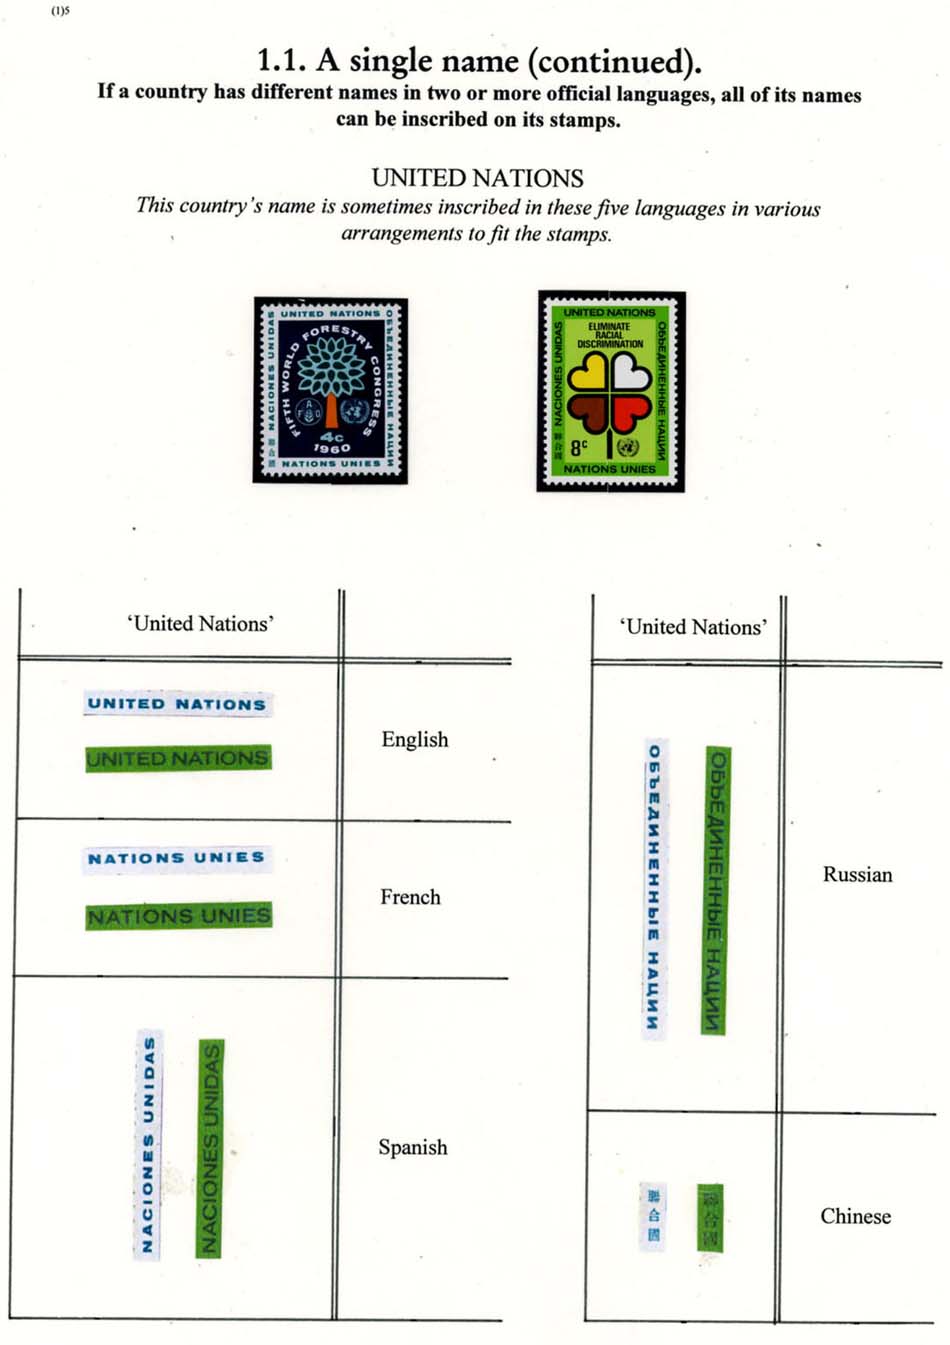 (1)5
1.1. A single name (continued).
If a country has different names in two or more official languages, all of its names
can be inscribed on its stamps.
UNITED NATIONS
This country's name is sometimes inscribed in these five languages in various
arrangements to fit the stamps.
UNITED NATIONS
NACIONES UNIDAS
ОБЪЕДИНЕННЫЕ НАЦИИ
FIFTH WORLD FORESTRY CONGRESS
FAO
4c
1960
聯合國
NATIONS UNIES
UNITED NATIONS
ELIMINATE
RACIAL
DISCRIMINATION
NACIONES UNIDAS
ОБЪЕДИНЕННЫЕ НАЦИИ
聯合國
8c
NATIONS UNIES
'United Nations'
UNITED NATIONS
UNITED NATIONS
English
NATIONS UNIES
NATIONS UNIES
French
NACIONES UNIDAS
NACIONES UNIDAS
Spanish
'United Nations'
ОБЪЕДИНЕННЫЕ НАЦИИ
ОБЪЕДИНЕННЫЕ НАЦИИ
Russian
聯合國
聯合國
Chinese